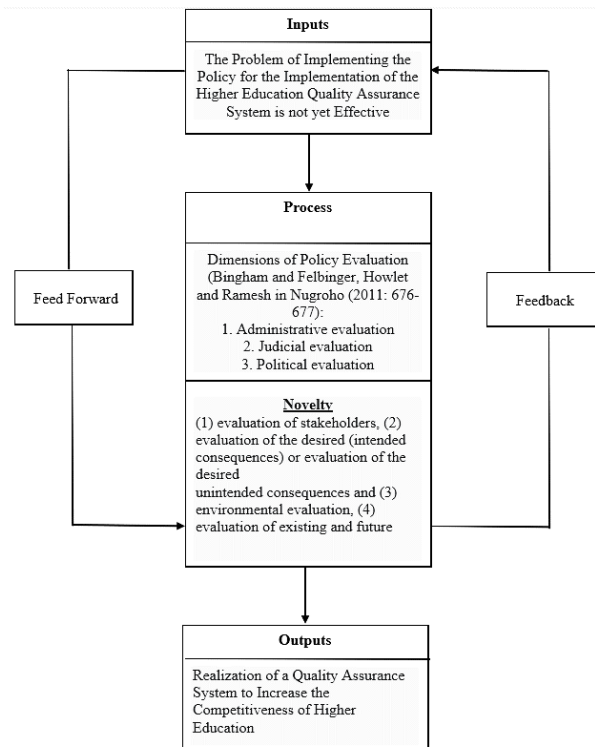 Inputs
The Problem of Implementing the
Policy for the Implementation of the
Higher Education Quality Assurance
System is not yet Effective
Process
Dimensions of Policy Evaluation
(Bingham and Felbinger, Howlet
and Ramesh in Nugroho (2011: 676-
677):
1. Administrative evaluation
2. Judicial evaluation
3. Political evaluation
Feed Forward
Feedback
Novelty
(1) evaluation of stakeholders, (2)
evaluation of the desired (intended
consequences) or evaluation of the
desired
unintended consequences and (3)
environmental evaluation, (4)
evaluation of existing and future
Outputs
Realization of a Quality Assurance
System to Increase the
Competitiveness of Higher
Education